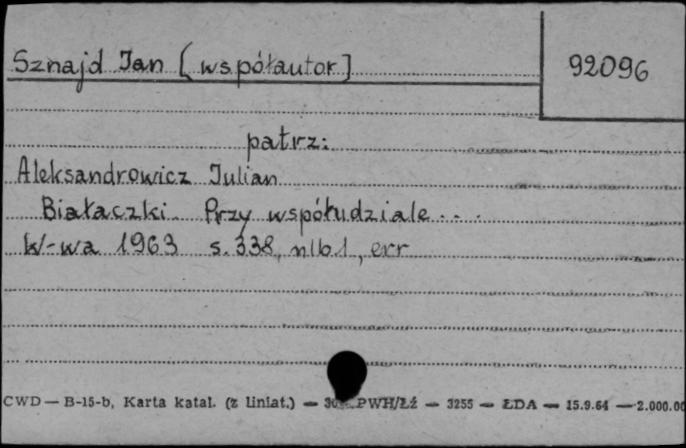 Sznajd Jan [współautor]
92096
patrz:
Aleksandrowicz Julian
Białaczki. Przy współudziale...
W-wa 1963 s. 338, nlb 1, err
CWD — B-15-b, Karta katal. (z liniat.) — PWH/Łź — 3255 — ŁDA — 15.9.64 — 2.000.00